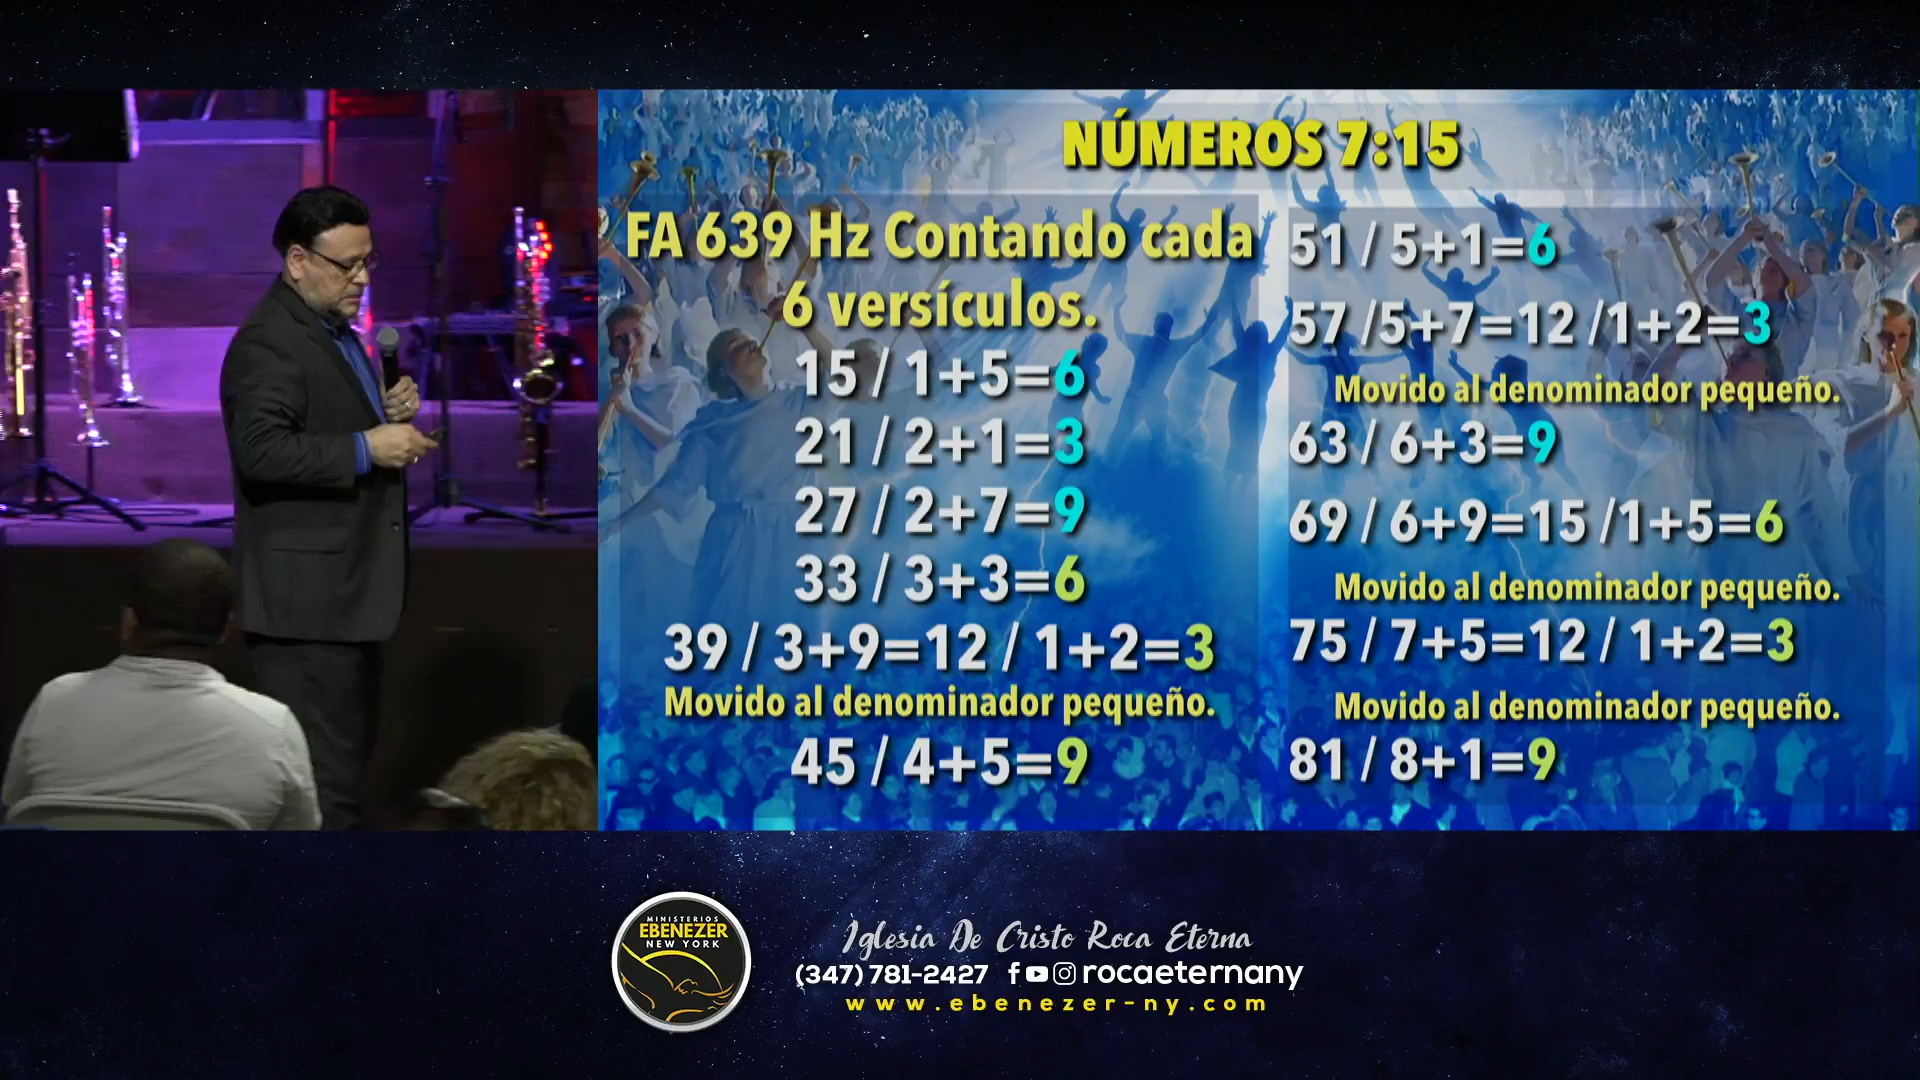 NÚMEROS 7:15
FA 639 Hz Contando cada
6 versículos.
15 / 1+5=6
21 / 2+1=3
27 / 2+7=9
33 / 3+3=6
39 / 3+9=12 / 1+2=3
Movido al denominador pequeño.
45 / 4+5=9
51 / 5+1=6
57 /5+7=12 /1+2=3
Movido al denominador pequeño.
63 / 6+3=9
69 / 6+9=15 /1+5=6
Movido al denominador pequeño.
75 / 7+5=12 / 1+2=3
Movido al denominador pequeño.
81 / 8+1=9
MINISTERIOS
EBENEZER
NEW YORK
Iglesia De Cristo Roca Eterna
(347) 781-2427 rocaeternany
www.ebenezer-ny.com